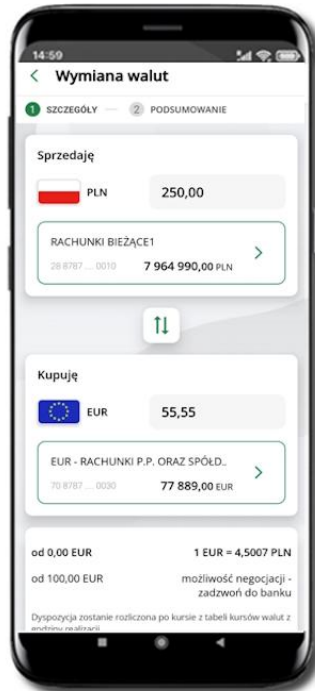 14:59
Wymiana walut
1 SZCZEGÓŁY 2 PODSUMOWANIE
Sprzedaję
PLN 250,00
RACHUNKI BIEŻĄCE1
28 8787 ... 0010 7 964 990,00 PLN
Kupuję
EUR 55,55
EUR - RACHUNKI P.P. ORAZ SPÓŁD..
70 8787 ... 0030 77 889,00 EUR
od 0,00 EUR 1 EUR = 4,5007 PLN
od 100,00 EUR możliwość negocjacji -
zadzwoń do banku
Dyspozycja zostanie rozliczona po kursie z tabeli kursów walut z
godziny realizacji